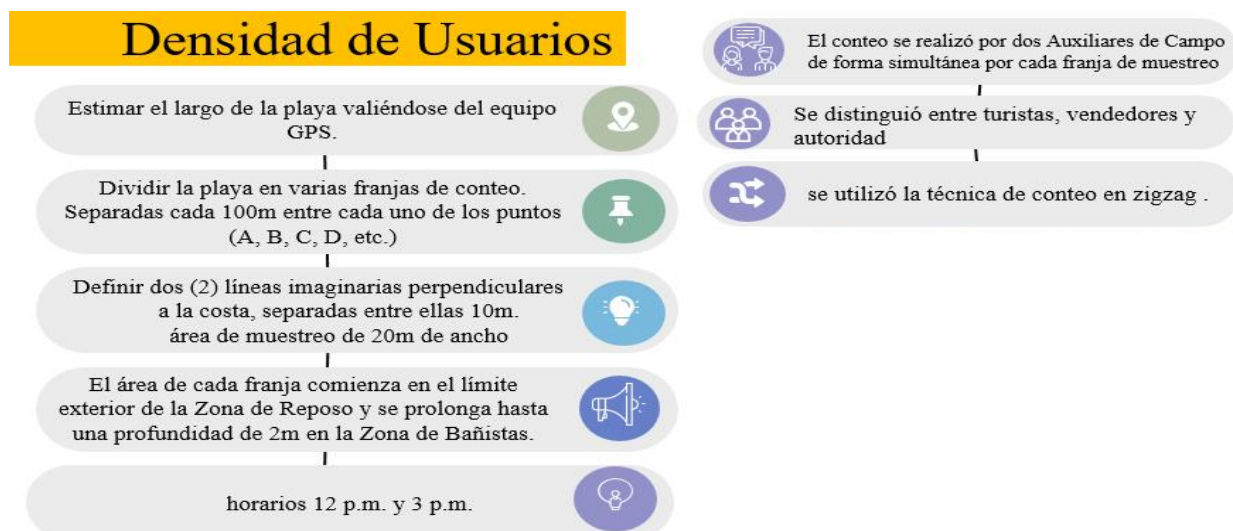 Densidad de Usuarios
Estimar el largo de la playa valiéndose del equipo
GPS.
Dividir la playa en varias franjas de conteo.
Separadas cada 100m entre cada uno de los puntos
(A, B, C, D, etc.)
Definir dos (2) líneas imaginarias perpendiculares
a la costa, separadas entre ellas 10m.
área de muestreo de 20m de ancho
El área de cada franja comienza en el límite
exterior de la Zona de Reposo y se prolonga hasta
una profundidad de 2m en la Zona de Bañistas.
horarios 12 p.m. y 3 p.m.
El conteo se realizó por dos Auxiliares de Campo
de forma simultánea por cada franja de muestreo
Se distinguió entre turistas, vendedores y
autoridad
se utilizó la técnica de conteo en zigzag .